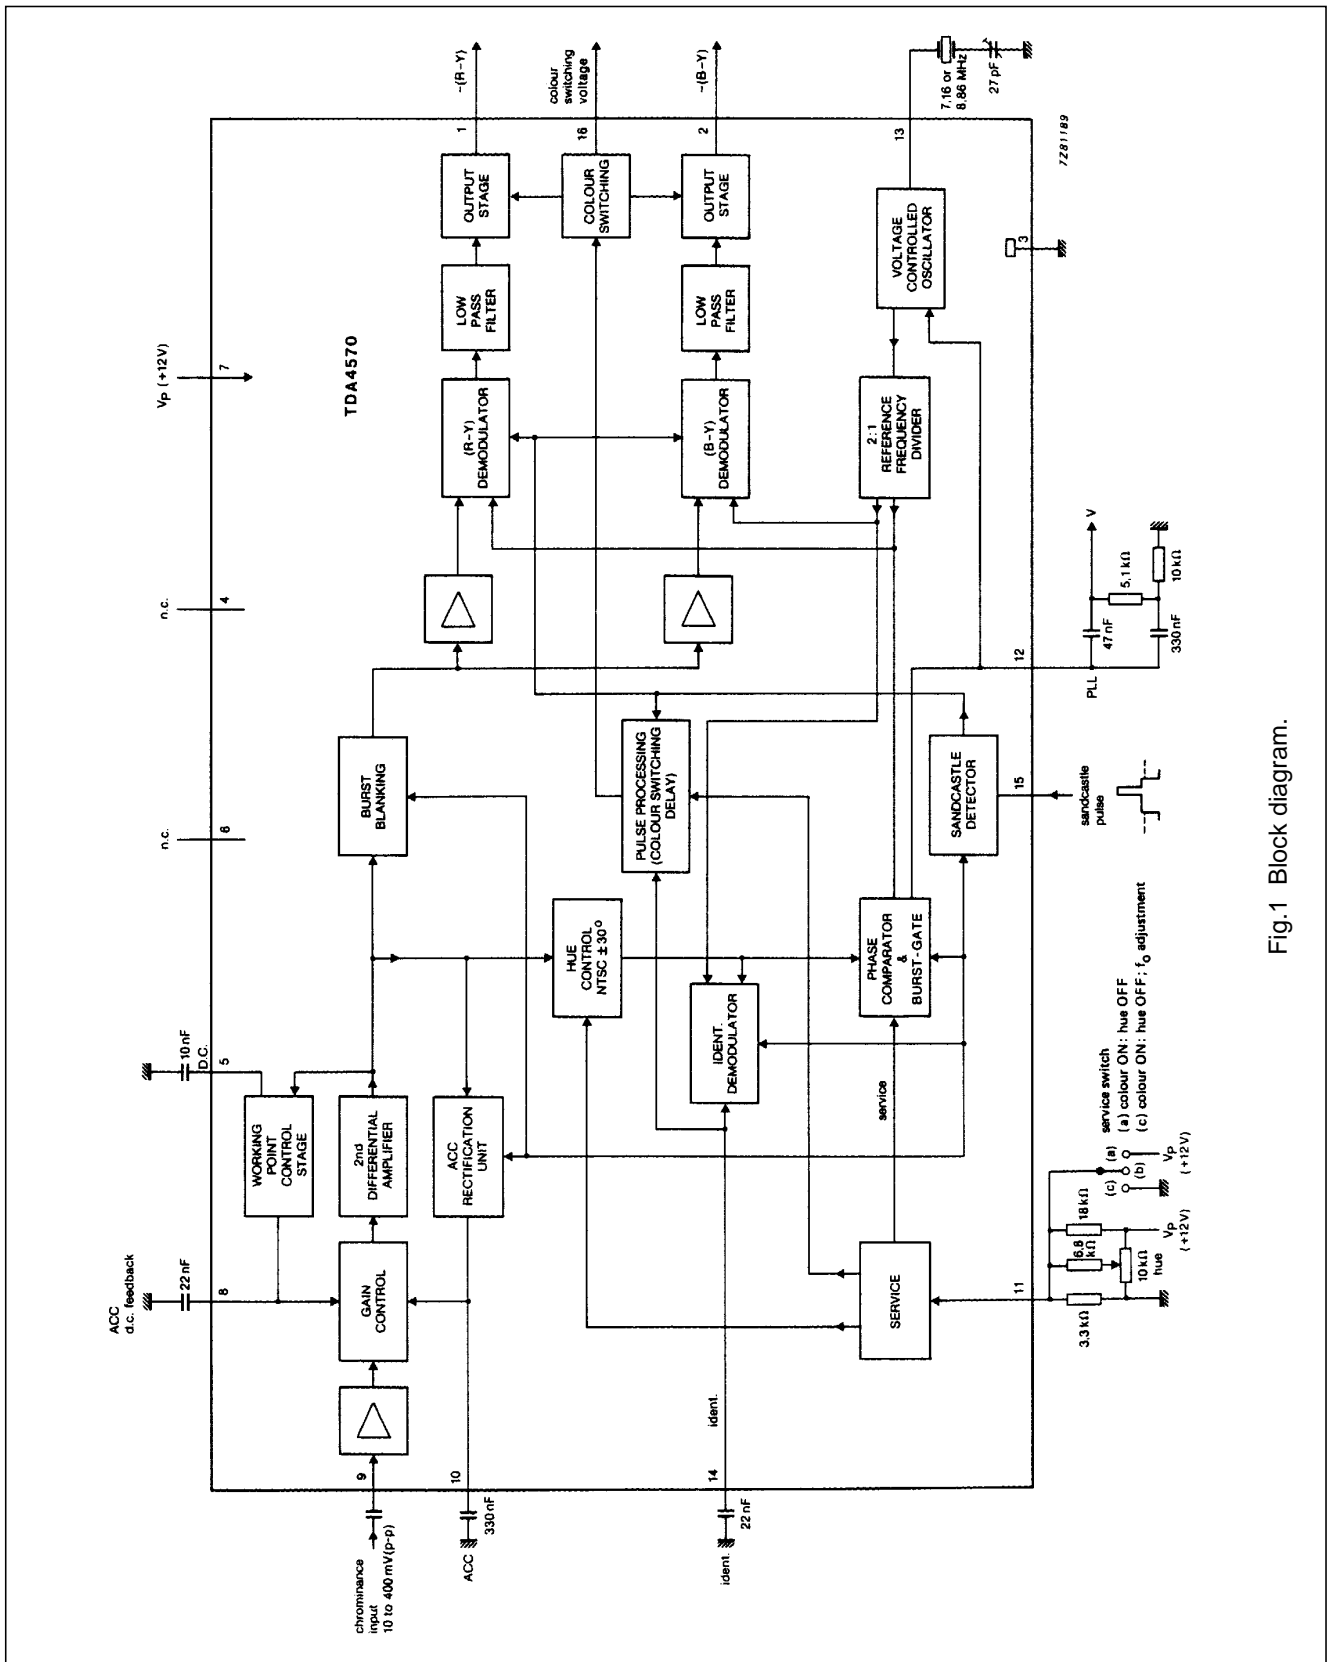 ACC
d.c. feedback
22 nF
8
10 nF
D.C.
5
n.c.
6
n.c.
4
Vp (+12V)
7
TDA4570
chrominance
input
10 to 400 mV(p-p)
9
GAIN
CONTROL
WORKING
POINT
CONTROL
STAGE
2nd
DIFFERENTIAL
AMPLIFIER
ACC
RECTIFICATION
UNIT
ACC
330 nF
10
BURST
BLANKING
HUE
CONTROL
NTSC ± 30°
PULSE PROCESSING
(COLOUR SWITCHING
DELAY)
(R-Y)
DEMODULATOR
LOW
PASS
FILTER
OUTPUT
STAGE
1
-(R-Y)
COLOUR
SWITCHING
16
colour
switching
voltage
(B-Y)
DEMODULATOR
LOW
PASS
FILTER
OUTPUT
STAGE
2
-(B-Y)
ident.
22 nF
14
ident.
IDENT.
DEMODULATOR
SERVICE
service
PHASE
COMPARATOR
&
BURST-GATE
2:1
REFERENCE
FREQUENCY
DIVIDER
VOLTAGE
CONTROLLED
OSCILLATOR
13
7,16 or
8,86 MHz
27 pF
SANDCASTLE
DETECTOR
3
11
3,3 kΩ
6,8
kΩ
18 kΩ
10 kΩ
hue
Vp
(+12V)
(c)
(a)
(b)
Vp
(+12V)
service switch
(a) colour ON: hue OFF
(c) colour ON: hue OFF; fo adjustment
15
sandcastle
pulse
12
PLL
47 nF
330 nF
5,1 kΩ
10 kΩ
V
7Z81189
Fig.1 Block diagram.